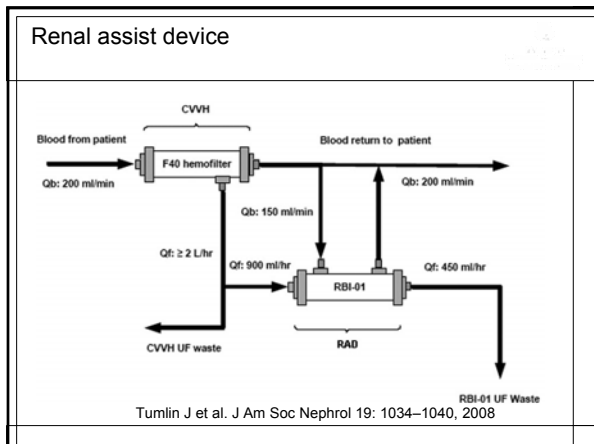 Renal assist device
CVVH
Blood from patient
Blood return to patient
F40 hemofilter
Qb: 200 ml/min
Qb: 200 ml/min
Qb: 150 ml/min
Qf: ≥ 2 L/hr
Qf: 900 ml/hr
Qf: 450 ml/hr
RBI-01
CVVH UF waste
RAD
RBI-01 UF Waste
Tumlin J et al. J Am Soc Nephrol 19: 1034–1040, 2008